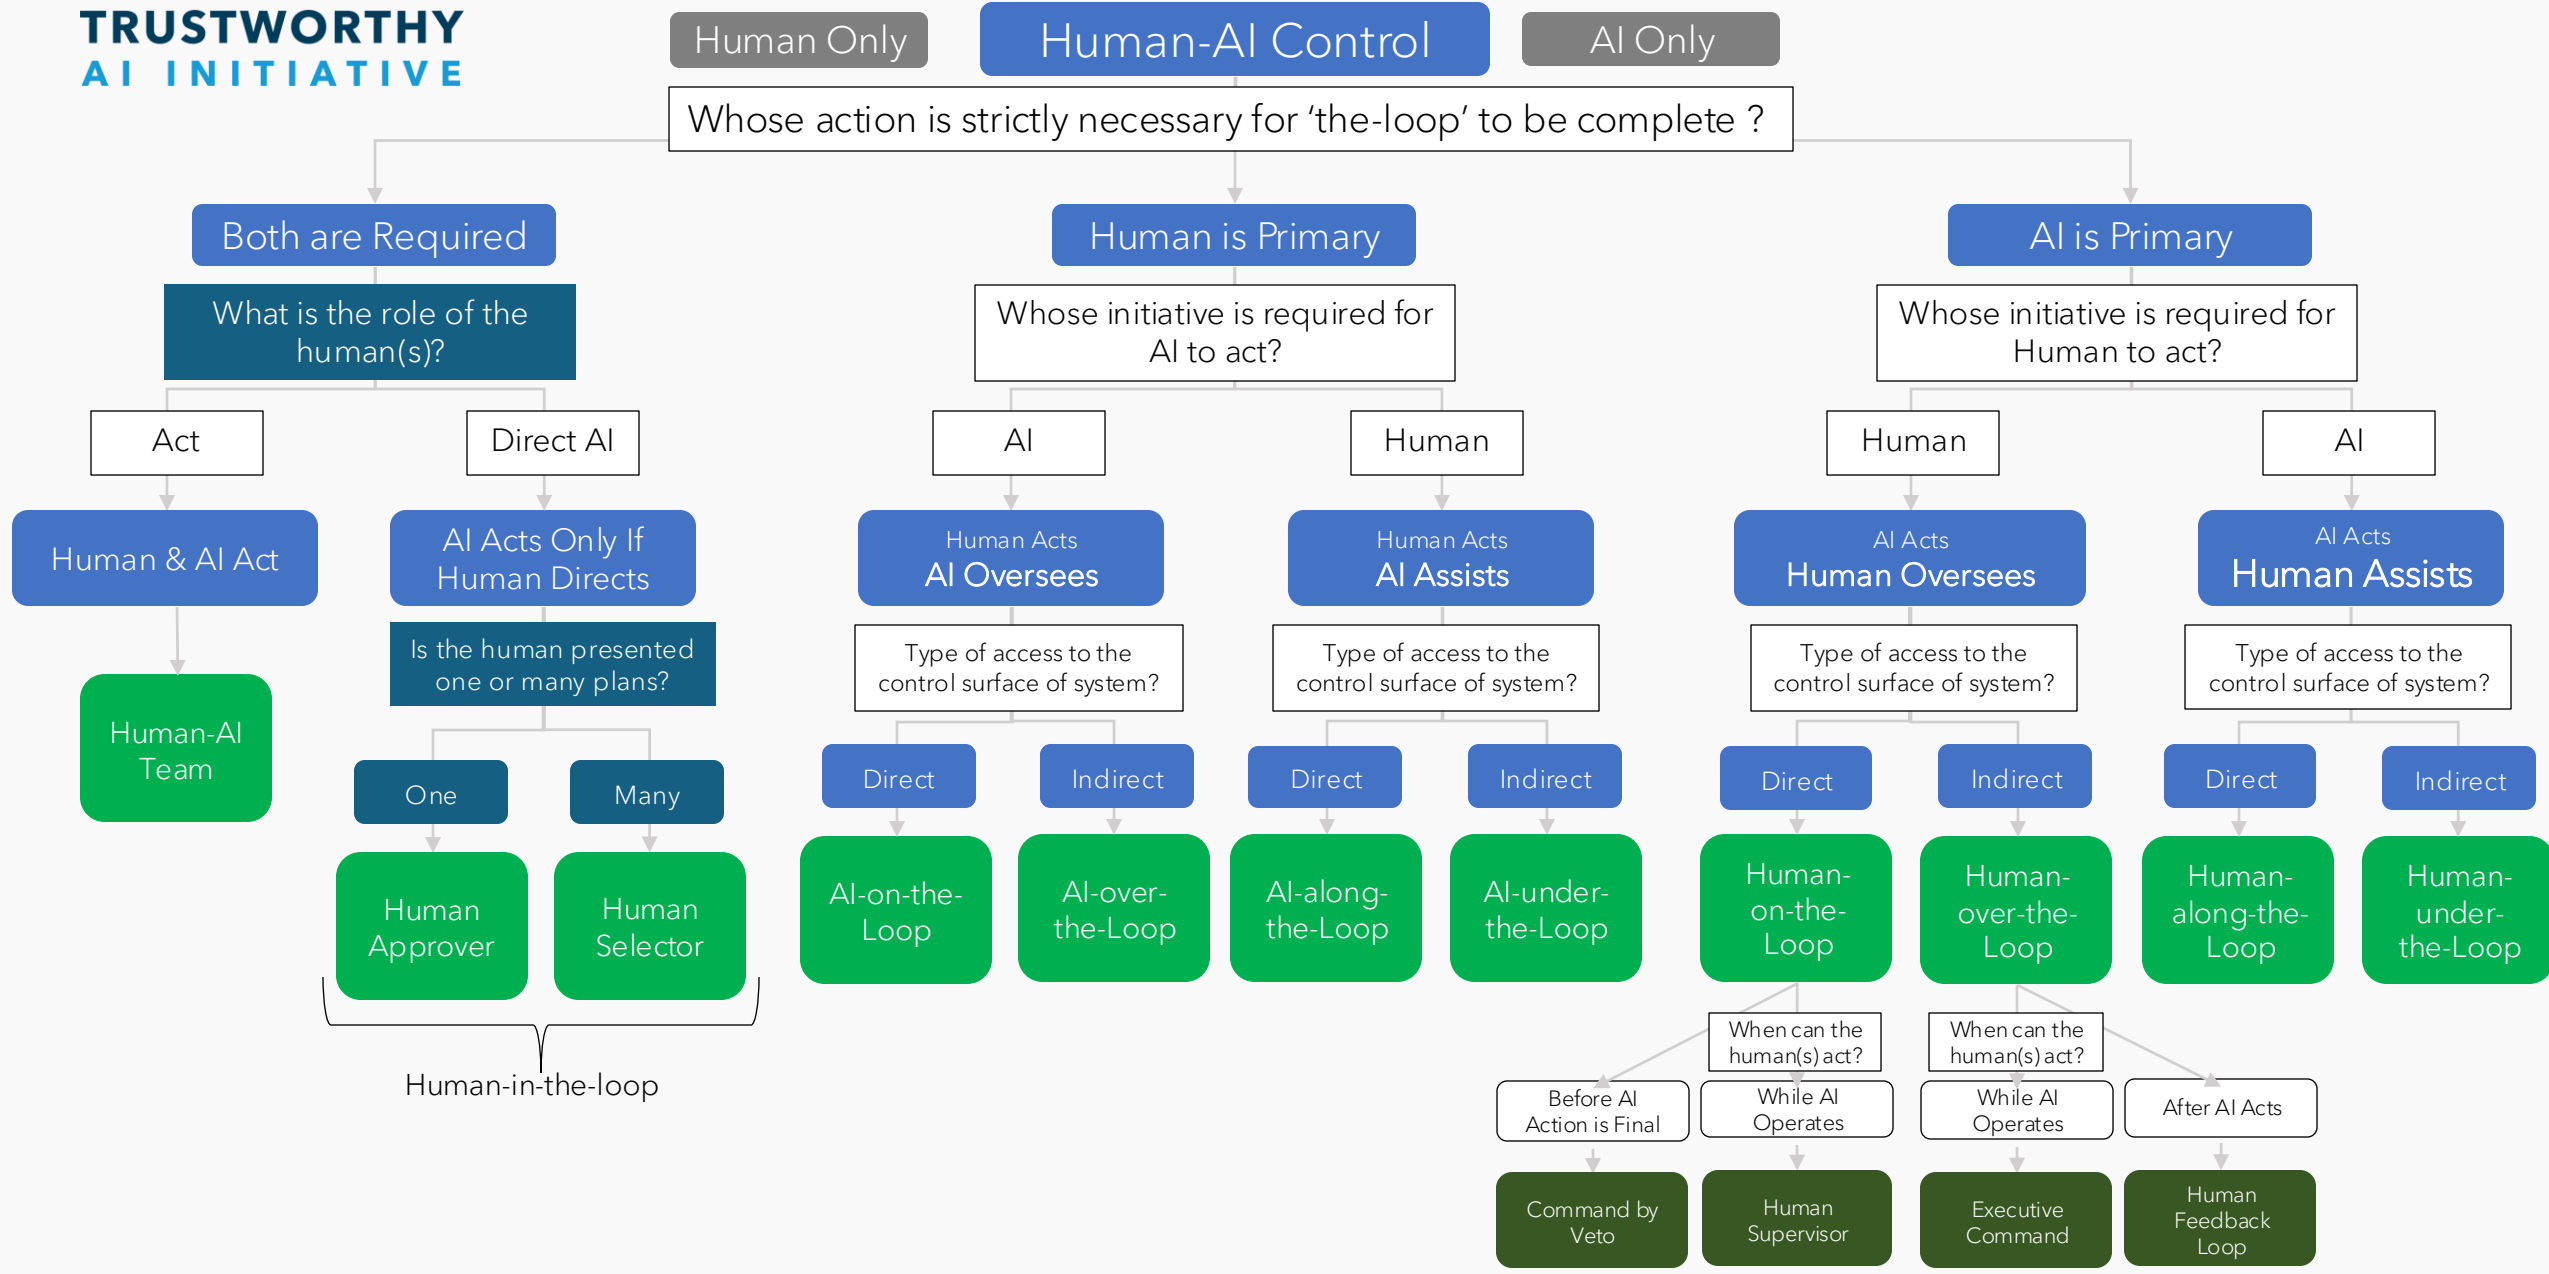 TRUSTWORTHY
AI INITIATIVE
Human Only
Human-AI Control
AI Only
Whose action is strictly necessary for ‘the-loop’ to be complete ?
Both are Required
Human is Primary
AI is Primary
What is the role of the
human(s)?
Whose initiative is required for
AI to act?
Whose initiative is required for
Human to act?
Act
Direct AI
AI
Human
Human
AI
Human & AI Act
AI Acts Only If
Human Directs
Human Acts
AI Oversees
Human Acts
AI Assists
AI Acts
Human Oversees
AI Acts
Human Assists
Is the human presented
one or many plans?
Type of access to the
control surface of system?
Type of access to the
control surface of system?
Type of access to the
control surface of system?
Type of access to the
control surface of system?
Human-AI
Team
One
Many
Direct
Indirect
Direct
Indirect
Direct
Indirect
Direct
Indirect
Human
Approver
Human
Selector
AI-on-the-
Loop
AI-over-
the-Loop
AI-along-
the-Loop
AI-under-
the-Loop
Human-
on-the-
Loop
Human-
over-the-
Loop
Human-
along-the-
Loop
Human-
under-
the-Loop
Human-in-the-loop
When can the
human(s) act?
When can the
human(s) act?
Before AI
Action is Final
While AI
Operates
While AI
Operates
After AI Acts
Command by
Veto
Human
Supervisor
Executive
Command
Human
Feedback
Loop